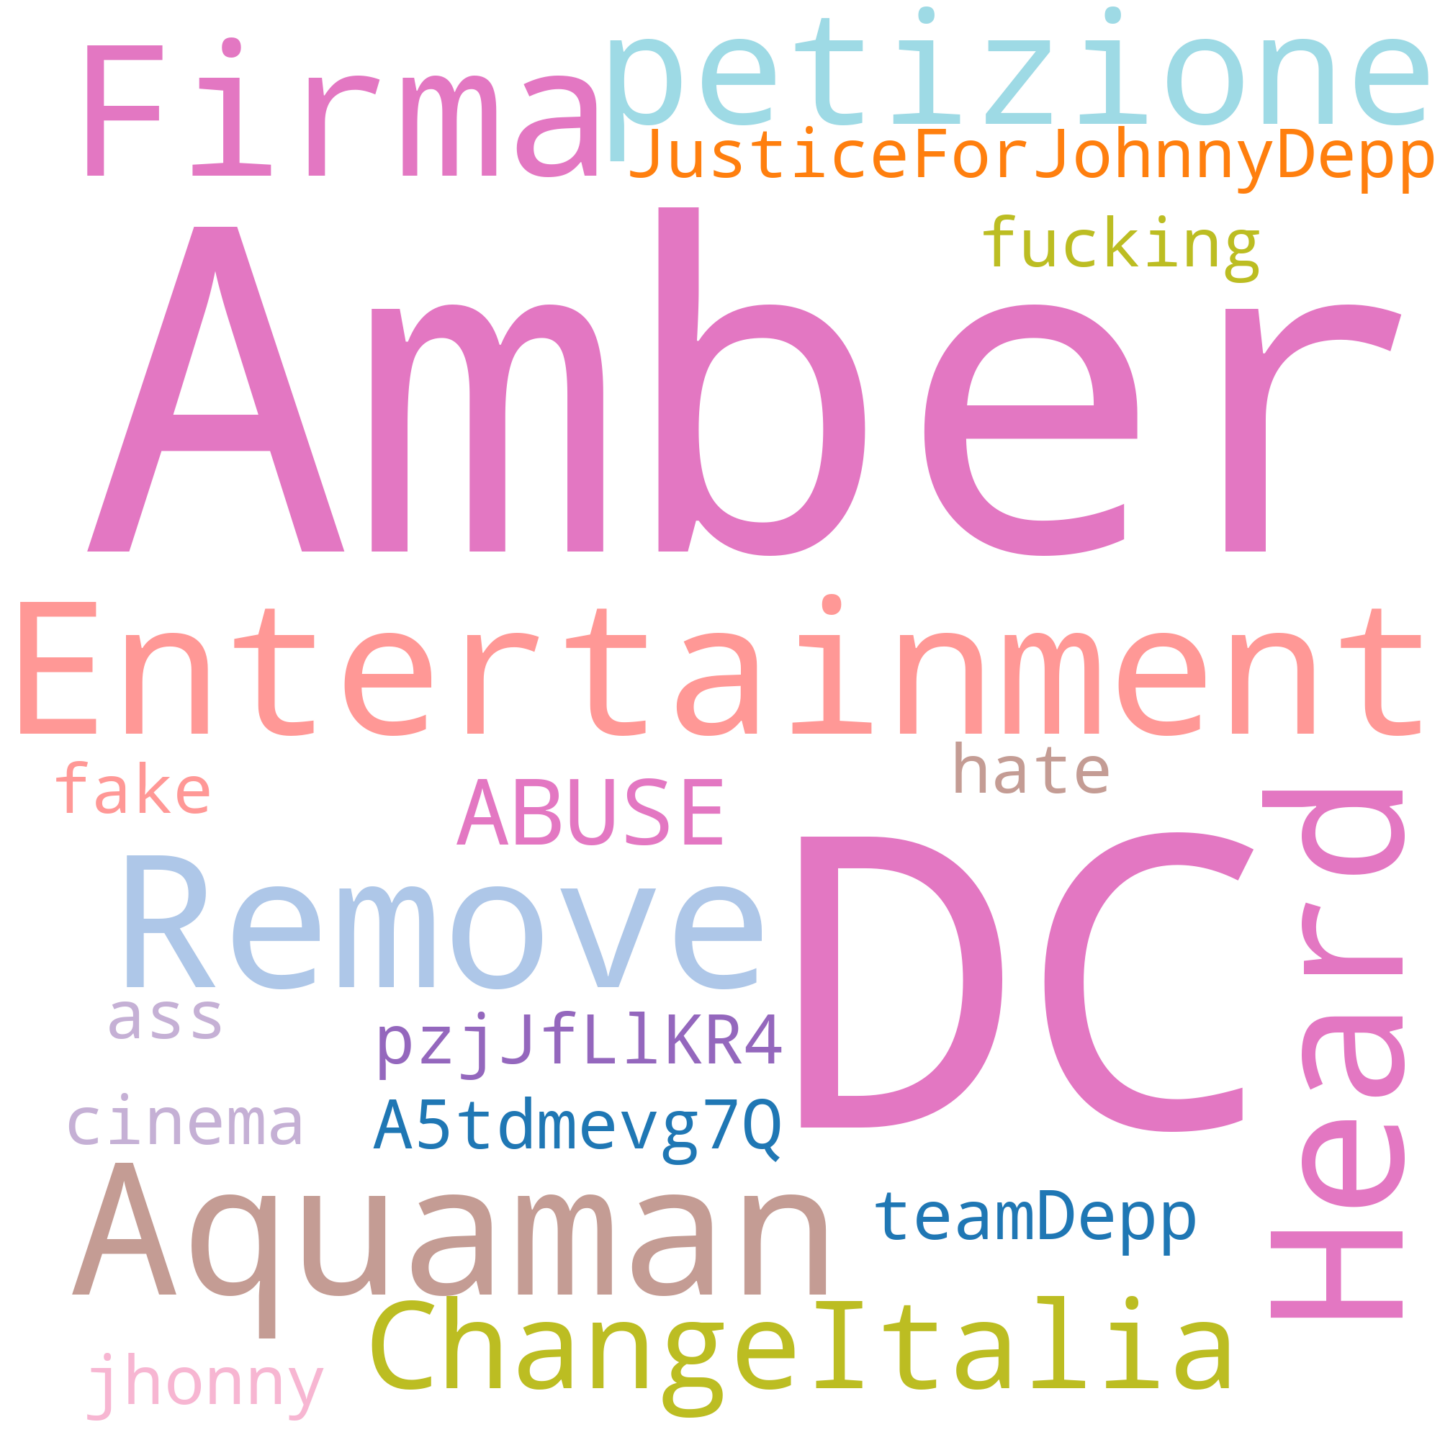 Firma petizione
JusticeForJohnnyDepp
fucking
Amber
Entertainment
fake ABUSE hate
Remove DC Heard
ass pzjJfLlKR4
cinema A5tdmevg7Q
Aquaman teamDepp
jhonny ChangeItalia